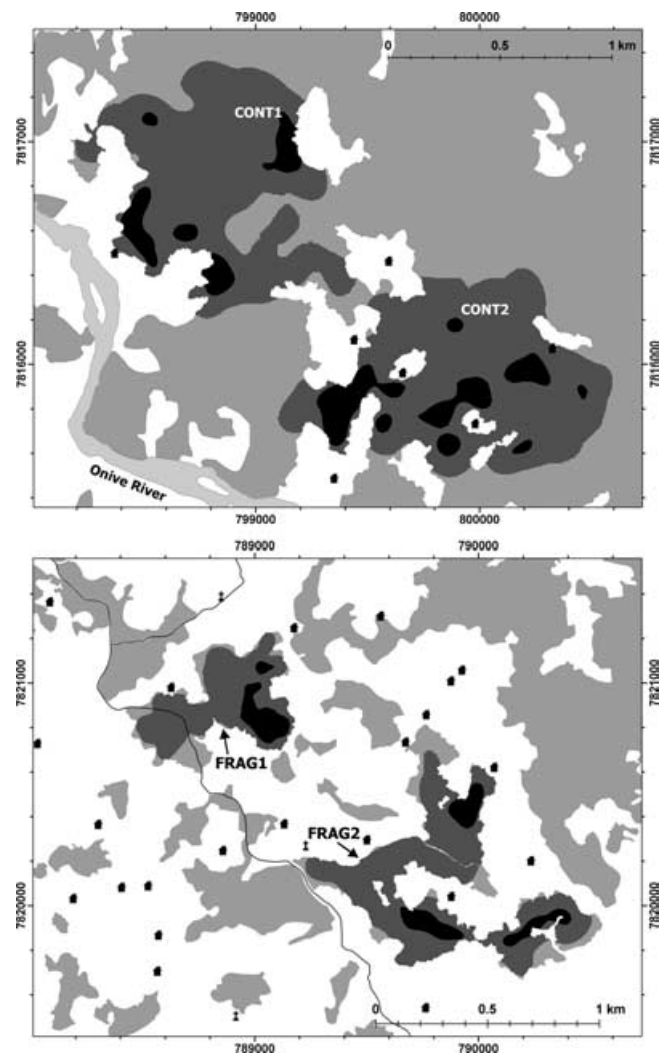 799000 800000
0 0.5 1 km
CONT1
7817000 7817000
CONT2
7816000 7816000
Onive River
799000 800000
789000 790000
7821000 7821000
FRAG1
FRAG2
7820000 7820000
0 0.5 1 km
789000 790000